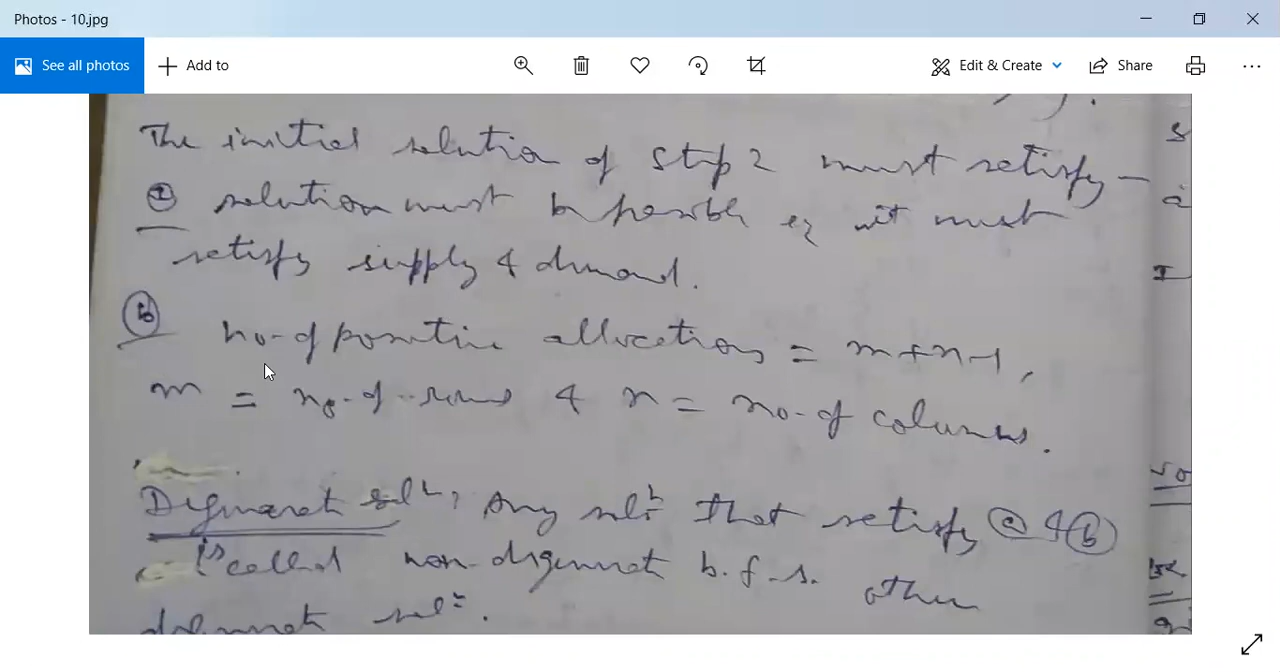 Photos - 10.jpg
See all photos
Add to
Edit & Create
Share
The initial solution of Step 2 must satisfy —
ⓐ solution must be feasible eg it must
satisfy supply & demand.
ⓑ no. of positive allocations = m+n-1,
m = no. of rows & n = no. of columns.
Degenerate solⁿ: Any solⁿ that satisfy ⓐ & ⓑ
is called non-degenerate b.f.s. other
degenerate solⁿ.